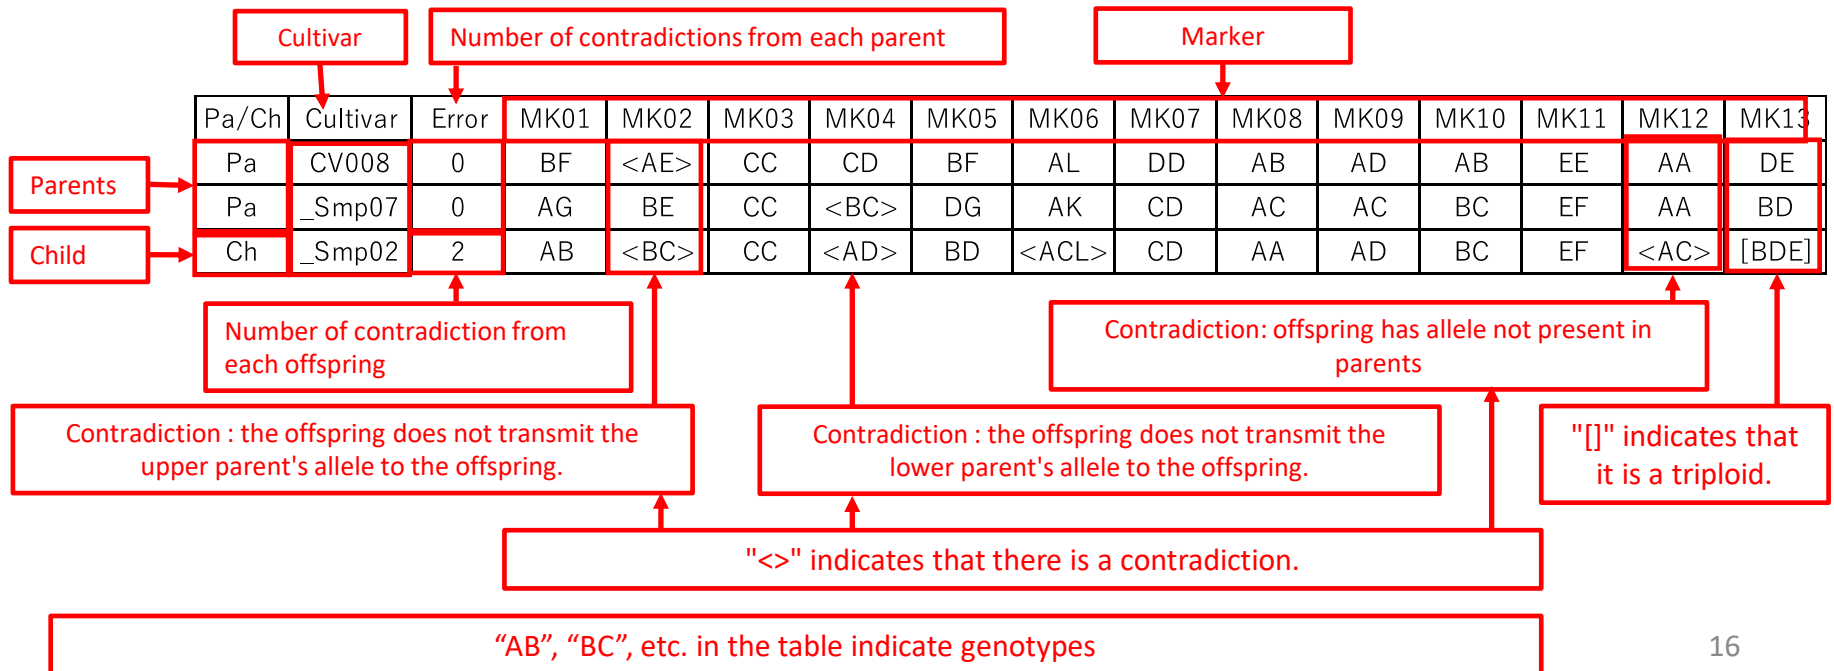 Cultivar
Number of contradictions from each parent
Marker
Pa/Ch Cultivar Error MK01 MK02 MK03 MK04 MK05 MK06 MK07 MK08 MK09 MK10 MK11 MK12 MK13
Parents
Pa CV008 0 BF <AE> CC CD BF AL DD AB AD AB EE AA DE
Pa _Smp07 0 AG BE CC <BC> DG AK CD AC AC BC EF AA BD
Child
Ch _Smp02 2 AB <BC> CC <AD> BD <ACL> CD AA AD BC EF <AC> [BDE]
Number of contradiction from
each offspring
Contradiction: offspring has allele not present in
parents
Contradiction : the offspring does not transmit the
upper parent's allele to the offspring.
Contradiction : the offspring does not transmit the
lower parent's allele to the offspring.
"[]" indicates that
it is a triploid.
"<>" indicates that there is a contradiction.
“AB”, “BC”, etc. in the table indicate genotypes
16